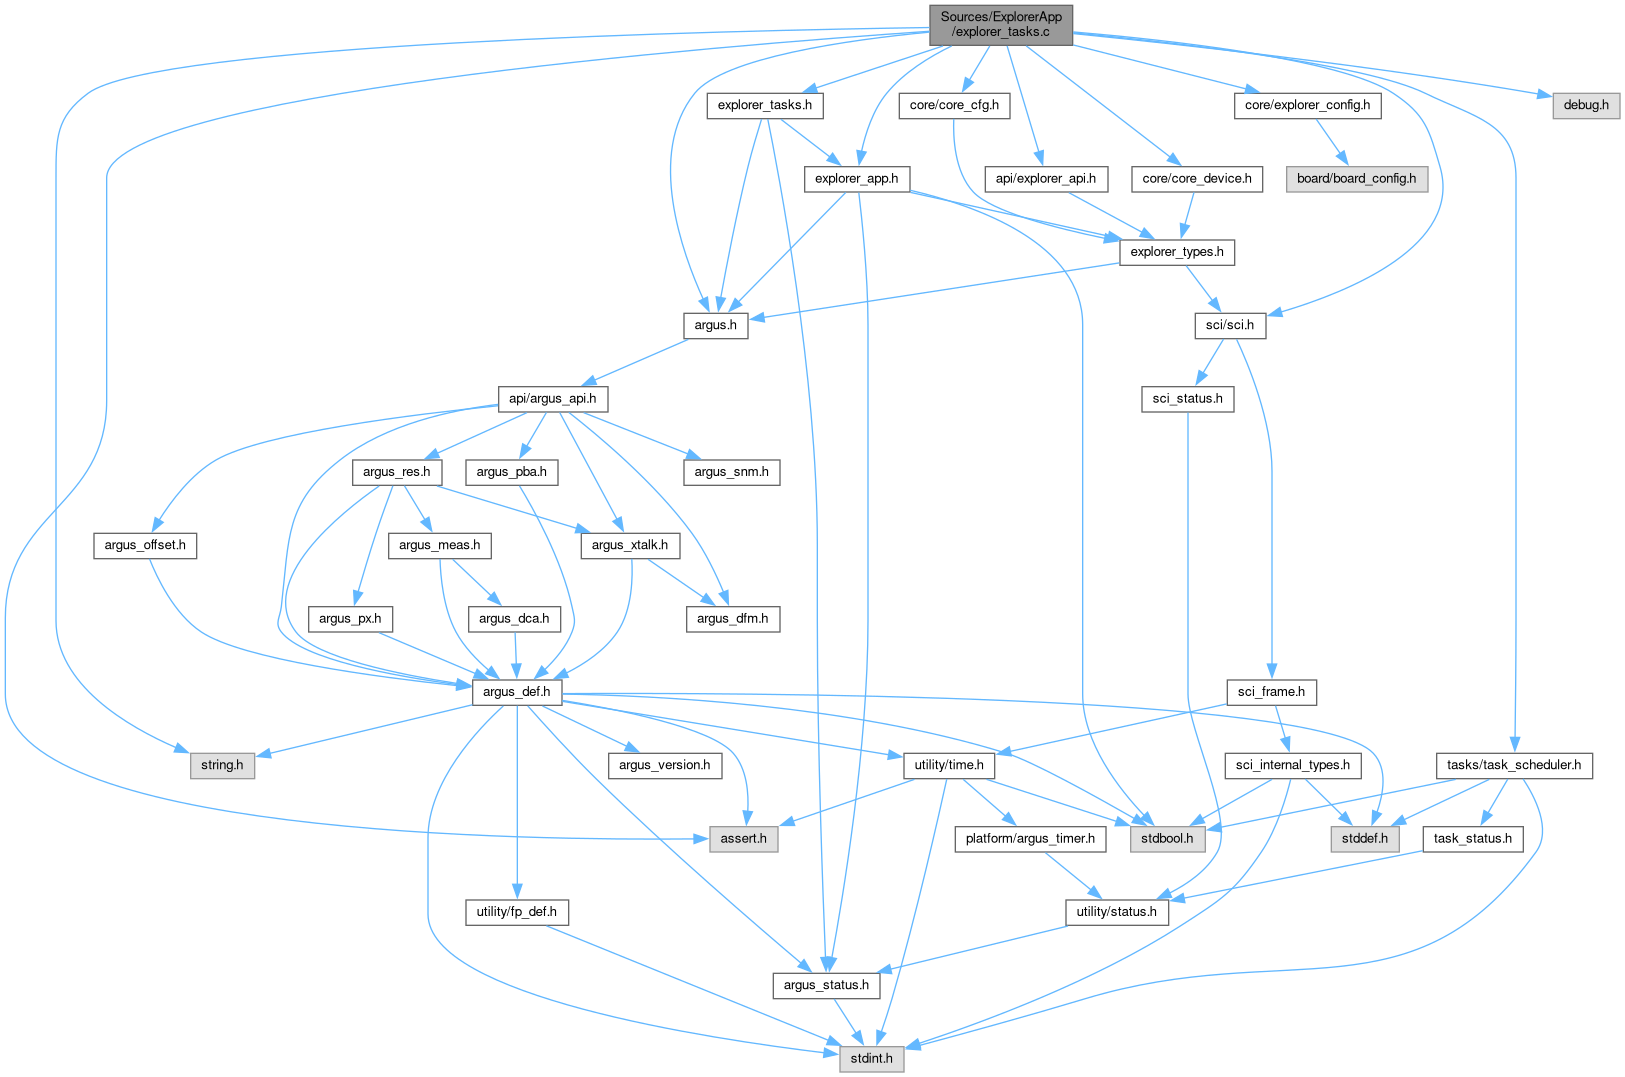 Sources/ExplorerApp
/explorer_tasks.c
explorer_tasks.h
core/core_cfg.h
core/explorer_config.h
debug.h
explorer_app.h
api/explorer_api.h
core/core_device.h
board/board_config.h
explorer_types.h
argus.h
sci/sci.h
api/argus_api.h
sci_status.h
argus_res.h
argus_pba.h
argus_snm.h
argus_offset.h
argus_meas.h
argus_xtalk.h
argus_px.h
argus_dca.h
argus_dfm.h
argus_def.h
sci_frame.h
string.h
argus_version.h
utility/time.h
sci_internal_types.h
tasks/task_scheduler.h
assert.h
platform/argus_timer.h
stdbool.h
stddef.h
task_status.h
utility/fp_def.h
utility/status.h
argus_status.h
stdint.h